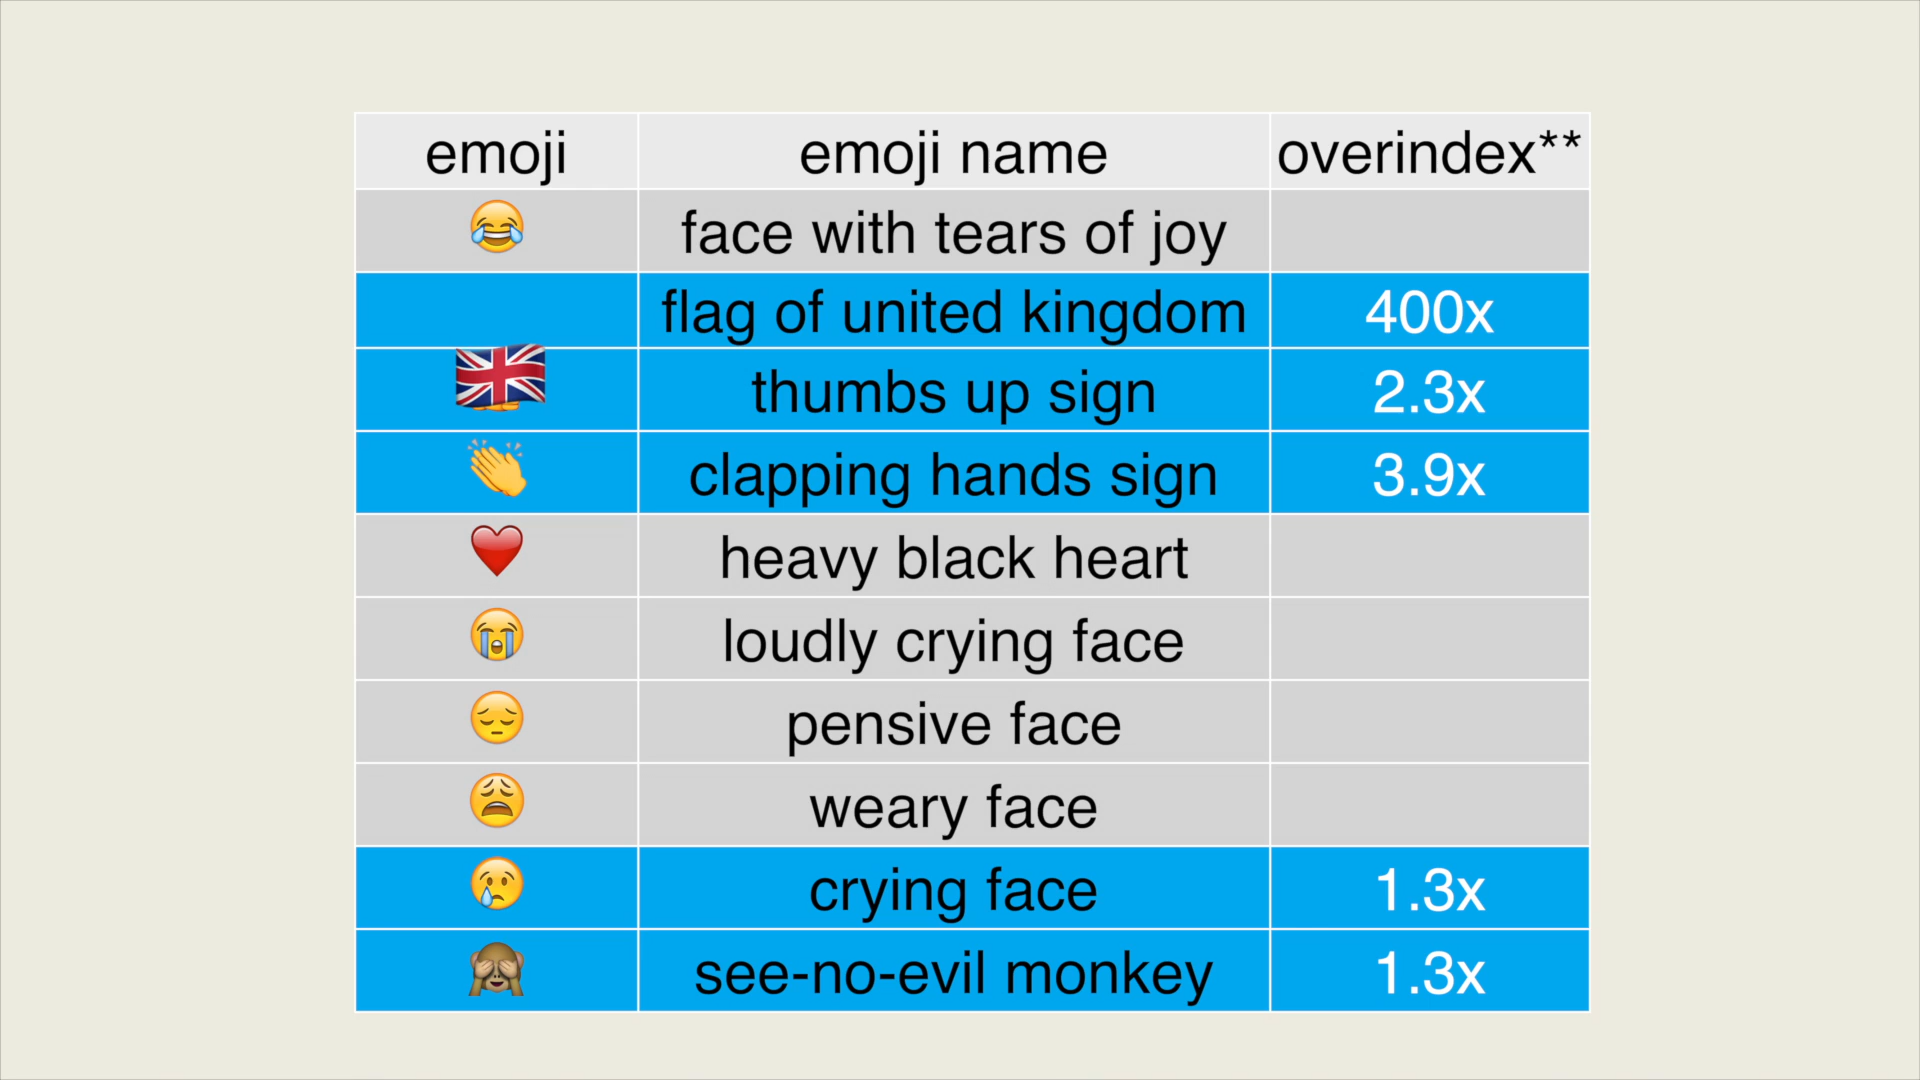 emoji emoji name overindex**
😂 face with tears of joy
flag of united kingdom 400x
🇬🇧 thumbs up sign 2.3x
👏 clapping hands sign 3.9x
❤️ heavy black heart
😭 loudly crying face
😔 pensive face
😩 weary face
😢 crying face 1.3x
🙈 see-no-evil monkey 1.3x